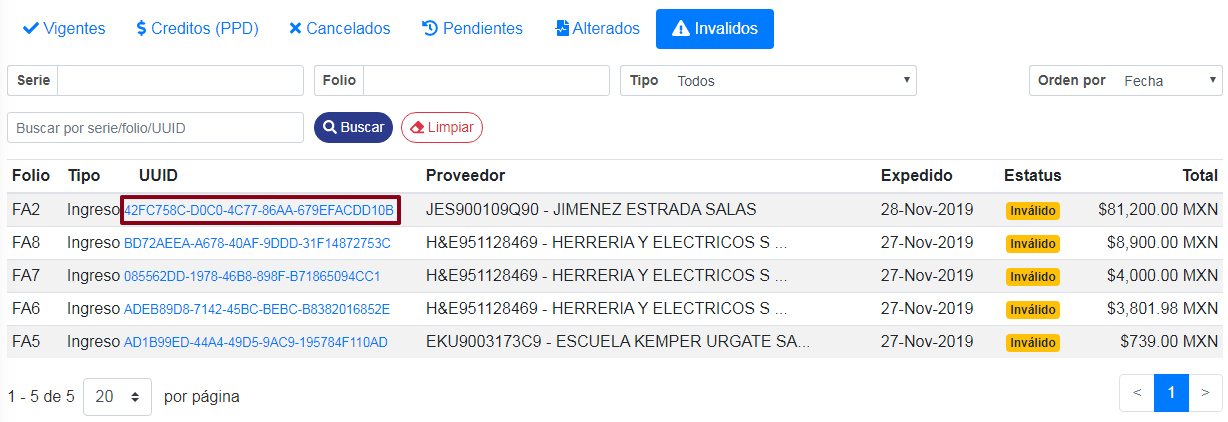 Vigentes Creditos (PPD) Cancelados Pendientes Alterados Invalidos
Serie Folio Tipo Todos Orden por Fecha
Buscar por serie/folio/UUID Buscar Limpiar
Folio Tipo UUID Proveedor Expedido Estatus Total
FA2 Ingreso 42FC758C-D0C0-4C77-86AA-679EFACDD10B JES900109Q90 - JIMENEZ ESTRADA SALAS 28-Nov-2019 Inválido $81,200.00 MXN
FA8 Ingreso BD72AEEA-A678-40AF-9DDD-31F14872753C H&E951128469 - HERRERIA Y ELECTRICOS S ... 27-Nov-2019 Inválido $8,900.00 MXN
FA7 Ingreso 085562DD-1978-46B8-898F-B71865094CC1 H&E951128469 - HERRERIA Y ELECTRICOS S ... 27-Nov-2019 Inválido $4,000.00 MXN
FA6 Ingreso ADEB89D8-7142-45BC-BEBC-B8382016852E H&E951128469 - HERRERIA Y ELECTRICOS S ... 27-Nov-2019 Inválido $3,801.98 MXN
FA5 Ingreso AD1B99ED-44A4-49D5-9AC9-195784F110AD EKU9003173C9 - ESCUELA KEMPER URGATE SA... 27-Nov-2019 Inválido $739.00 MXN
1 - 5 de 5 20 por página < 1 >